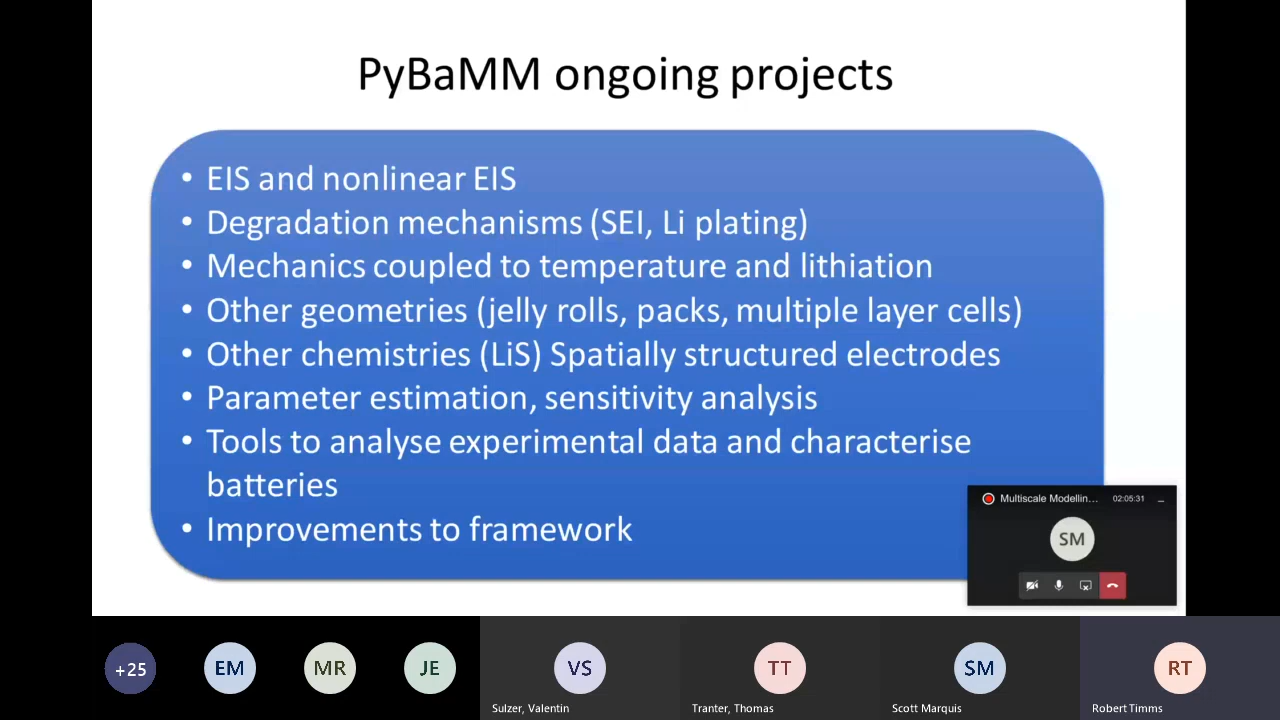 PyBaMM ongoing projects
• EIS and nonlinear EIS
• Degradation mechanisms (SEI, Li plating)
• Mechanics coupled to temperature and lithiation
• Other geometries (jelly rolls, packs, multiple layer cells)
• Other chemistries (LiS) Spatially structured electrodes
• Parameter estimation, sensitivity analysis
• Tools to analyse experimental data and characterise
batteries
• Improvements to framework
Multiscale Modellin... 02:05:31
SM
+25 EM MR JE VS TT SM RT
Sulzer, Valentin Tranter, Thomas Scott Marquis Robert Timms